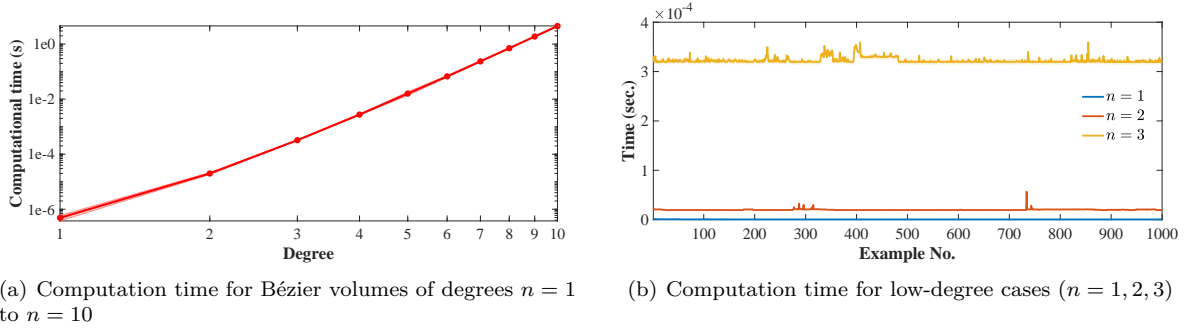 Computational time (s)
1e0
1e-2
1e-4
1e-6
1 2 3 4 5 6 7 8 9 10
Degree
(a) Computation time for Bézier volumes of degrees n = 1
to n = 10
×10⁻⁴
Time (sec.)
4
3
2
1
0
n = 1
n = 2
n = 3
100 200 300 400 500 600 700 800 900 1000
Example No.
(b) Computation time for low-degree cases (n = 1, 2, 3)